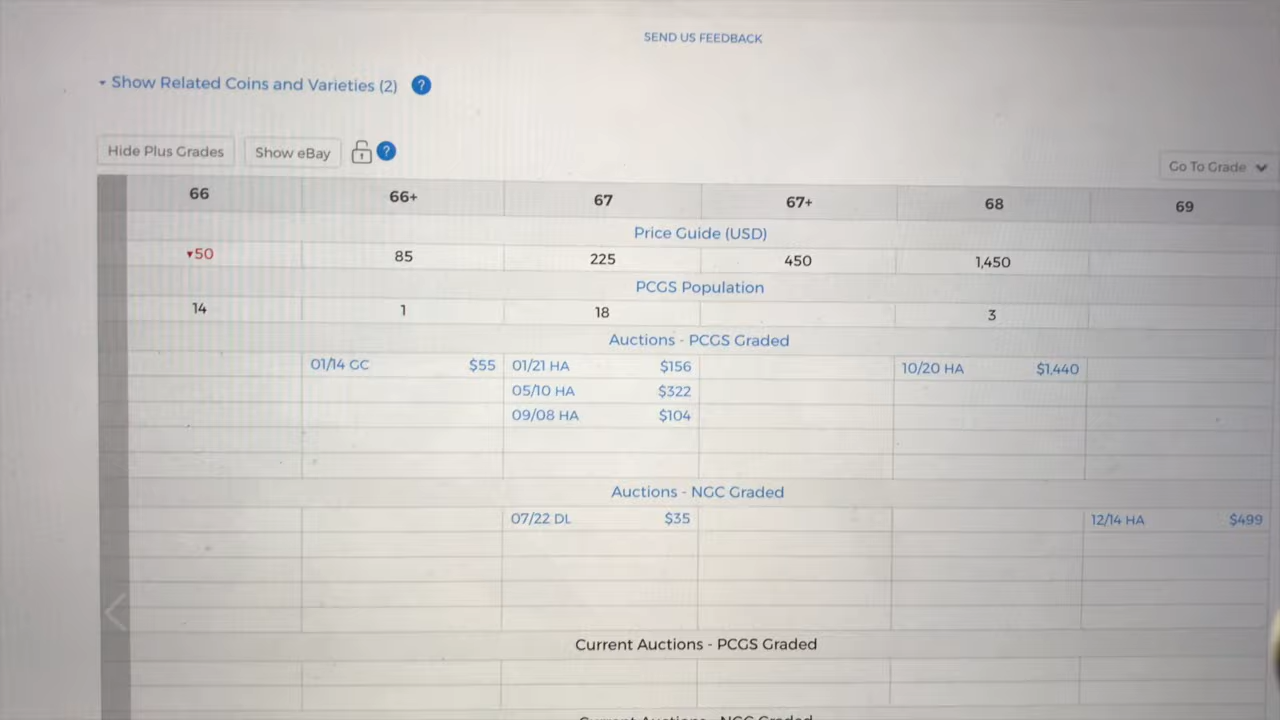 SEND US FEEDBACK
Show Related Coins and Varieties (2) ?
Hide Plus Grades Show eBay ?
Go To Grade
66 66+ 67 67+ 68 69
Price Guide (USD)
▾50 85 225 450 1,450
PCGS Population
14 1 18 3
Auctions - PCGS Graded
01/14 GC $55 01/21 HA $156 10/20 HA $1,440
05/10 HA $322
09/08 HA $104
Auctions - NGC Graded
07/22 DL $35 12/14 HA $499
Current Auctions - PCGS Graded
Current Auctions - NGC Graded